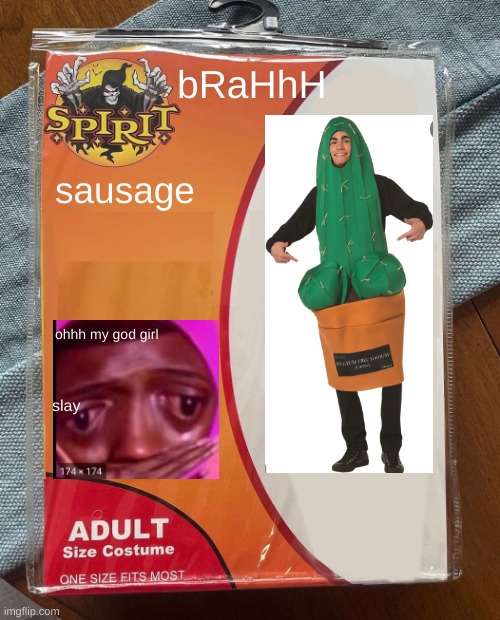 bRaHhH
SPIRIT
sausage
ohhh my god girl
slay
174 × 174
ADULT
Size Costume
ONE SIZE FITS MOST
imgflip.com